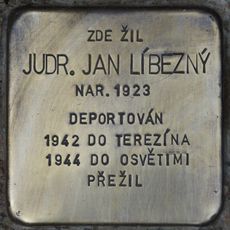 ZDE ŽIL
JUDR. JAN LÍBEZNÝ
NAR. 1923
DEPORTOVÁN
1942 DO TEREZÍNA
1944 DO OSVĚTIMI
PŘEŽIL